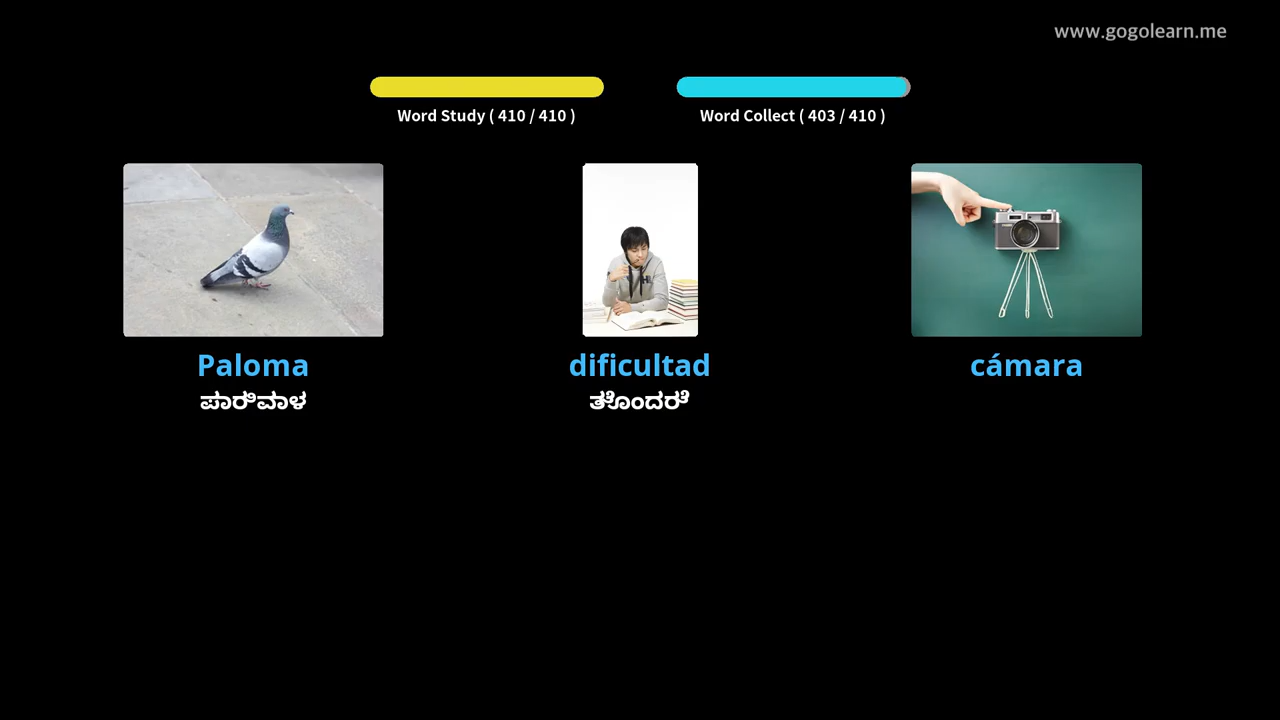 www.gogolearn.me
Word Study ( 410 / 410 )
Word Collect ( 403 / 410 )
Paloma
ಪಾರಿವಾಳ
dificultad
ತೊಂದರೆ
cámara